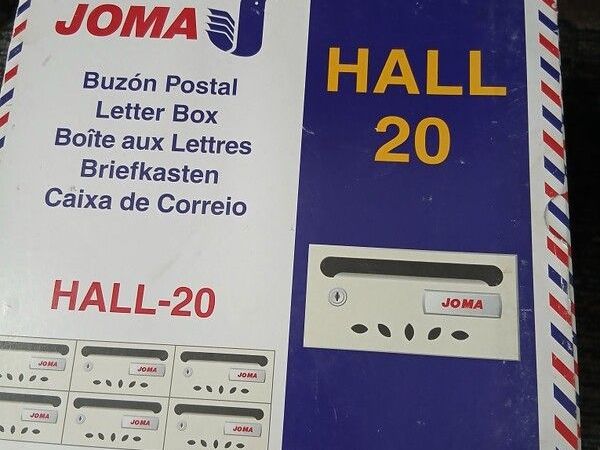 JOMA
Buzón Postal
Letter Box
Boîte aux Lettres
Briefkasten
Caixa de Correio
HALL-20
HALL
20
JOMA
JOMA
JOMA
JOMA
JOMA
JOMA
JOMA